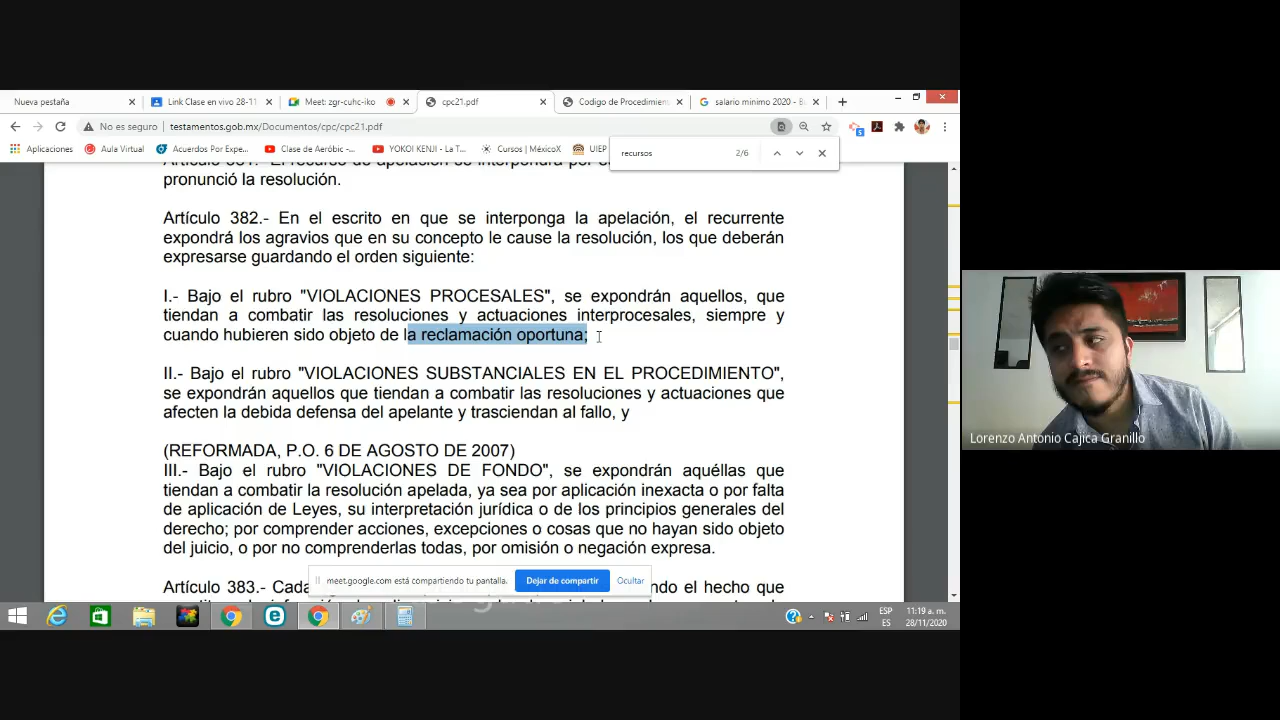 Nueva pestaña
Link Clase en vivo 28-11
Meet: zgr-cuhc-iko
cpc21.pdf
Codigo de Procedimien
salario minimo 2020 - B
No es seguro
testamentos.gob.mx/Documentos/cpc/cpc21.pdf
Aplicaciones
Aula Virtual
Acuerdos Por Expe...
Clase de Aeróbic -...
YOKOI KENJI - La T...
Cursos | MéxicoX
UIEP
recursos
2/6
pronunció la resolución.
Artículo 382.- En el escrito en que se interponga la apelación, el recurrente
expondrá los agravios que en su concepto le cause la resolución, los que deberán
expresarse guardando el orden siguiente:
I.- Bajo el rubro "VIOLACIONES PROCESALES", se expondrán aquellos, que
tiendan a combatir las resoluciones y actuaciones interprocesales, siempre y
cuando hubieren sido objeto de la reclamación oportuna;
II.- Bajo el rubro "VIOLACIONES SUBSTANCIALES EN EL PROCEDIMIENTO",
se expondrán aquellos que tiendan a combatir las resoluciones y actuaciones que
afecten la debida defensa del apelante y trasciendan al fallo, y
(REFORMADA, P.O. 6 DE AGOSTO DE 2007)
III.- Bajo el rubro "VIOLACIONES DE FONDO", se expondrán aquéllas que
tiendan a combatir la resolución apelada, ya sea por aplicación inexacta o por falta
de aplicación de Leyes, su interpretación jurídica o de los principios generales del
derecho; por comprender acciones, excepciones o cosas que no hayan sido objeto
del juicio, o por no comprenderlas todas, por omisión o negación expresa.
Artículo 383.- Cada
ndo el hecho que
meet.google.com está compartiendo tu pantalla.
Dejar de compartir
Ocultar
ESP
ES
11:19 a. m.
28/11/2020
Lorenzo Antonio Cajica Granillo